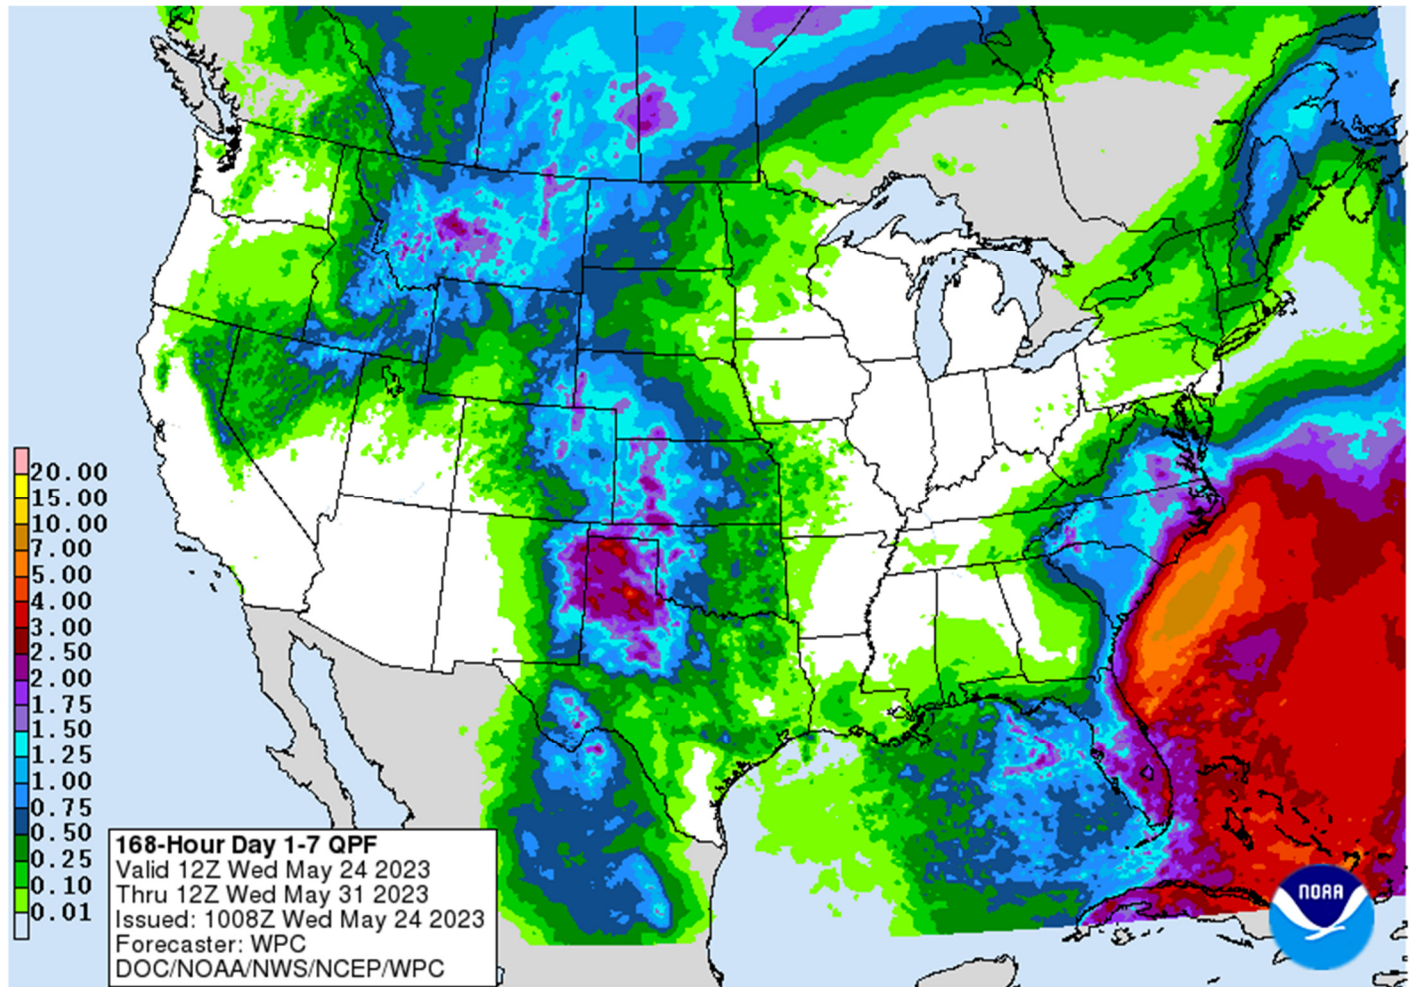 20.00
15.00
10.00
7.00
5.00
4.00
3.00
2.50
2.00
1.75
1.50
1.25
1.00
0.75
0.50
0.25
0.10
0.01
168-Hour Day 1-7 QPF
Valid 12Z Wed May 24 2023
Thru 12Z Wed May 31 2023
Issued: 1008Z Wed May 24 2023
Forecaster: WPC
DOC/NOAA/NWS/NCEP/WPC
NOAA